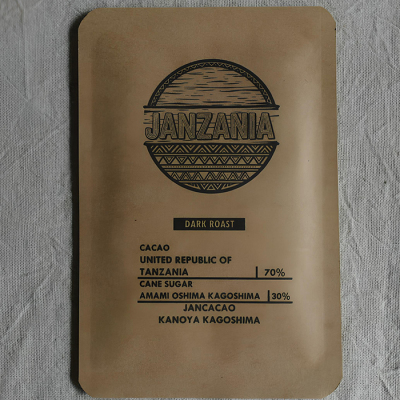 JANZANIA
DARK ROAST
CACAO
UNITED REPUBLIC OF
TANZANIA | 70%
CANE SUGAR
AMAMI OSHIMA KAGOSHIMA | 30%
JANCACAO
KANOYA KAGOSHIMA